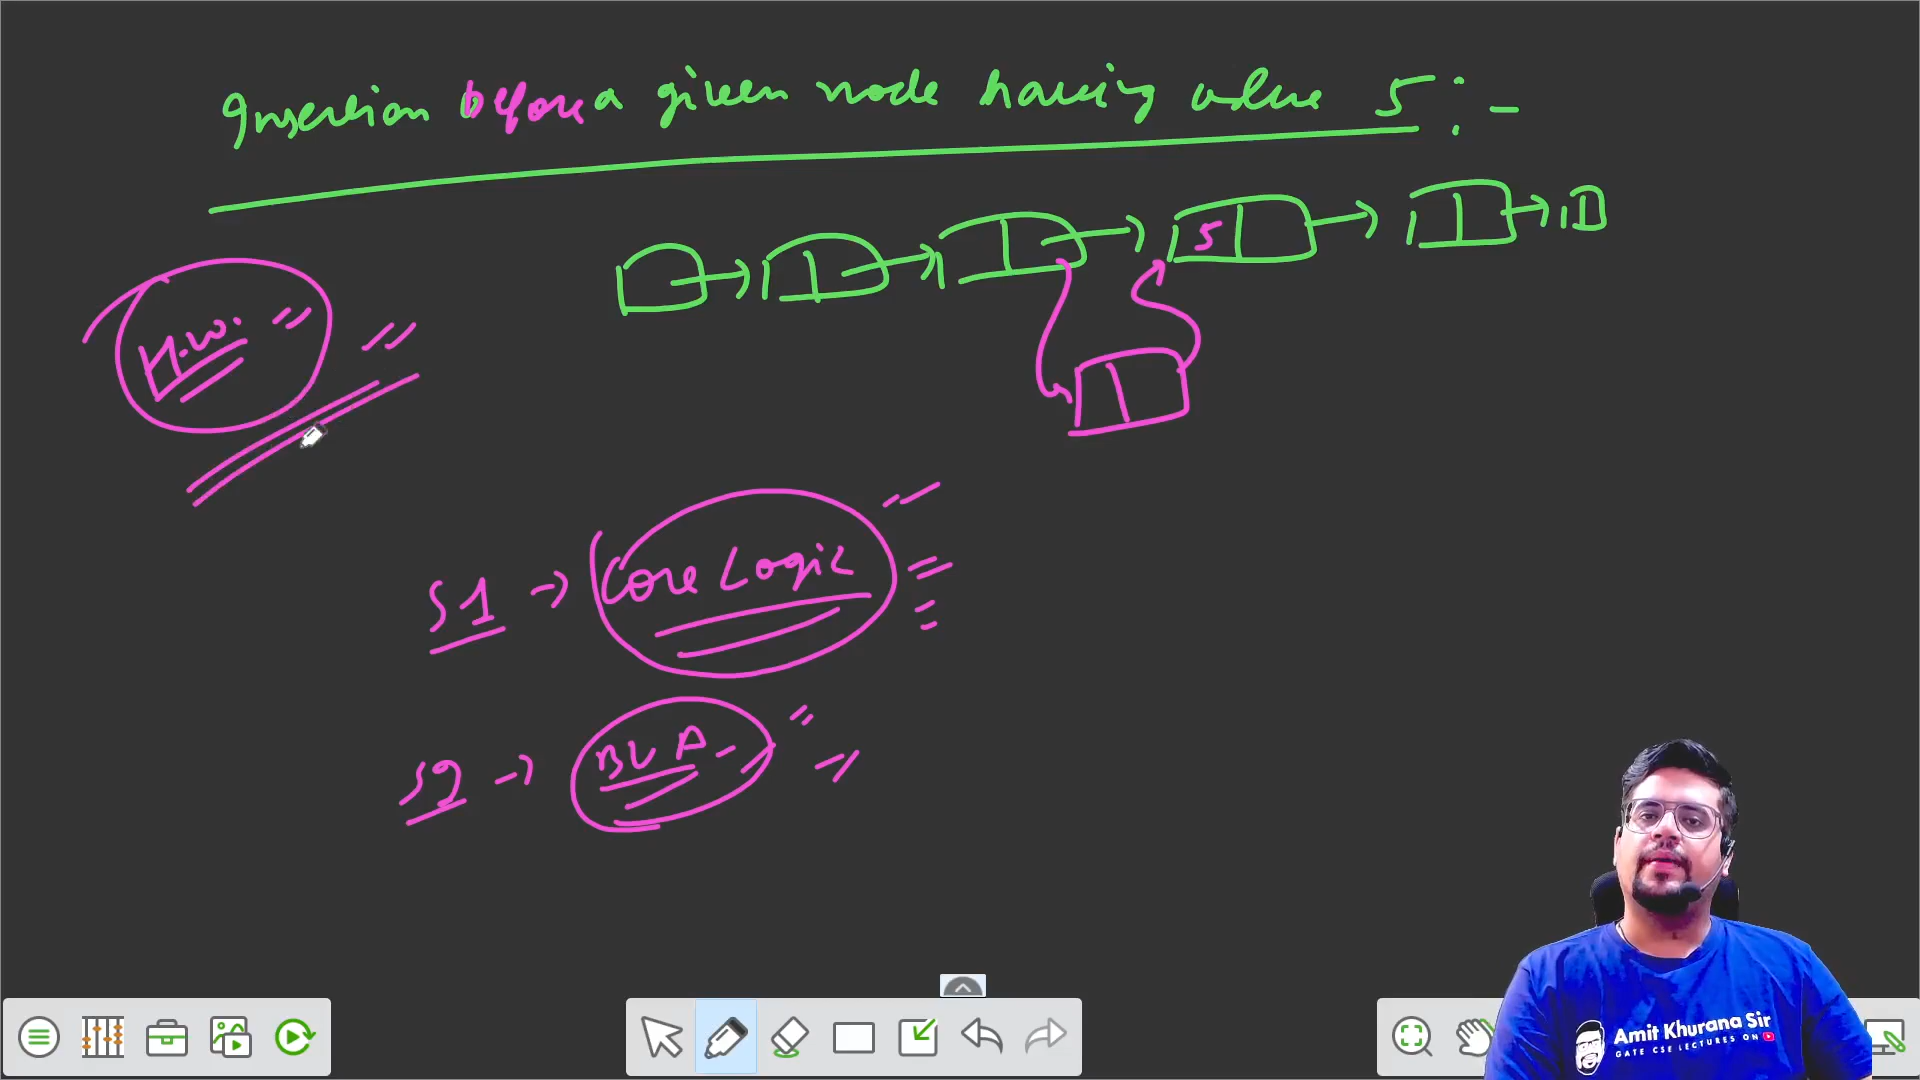 Insertion before a given node having value 5 :-
5
H.W.
S1 → Core Logic
S2 → BVA
Amit Khurana Sir
GATE CSE LECTURES ON